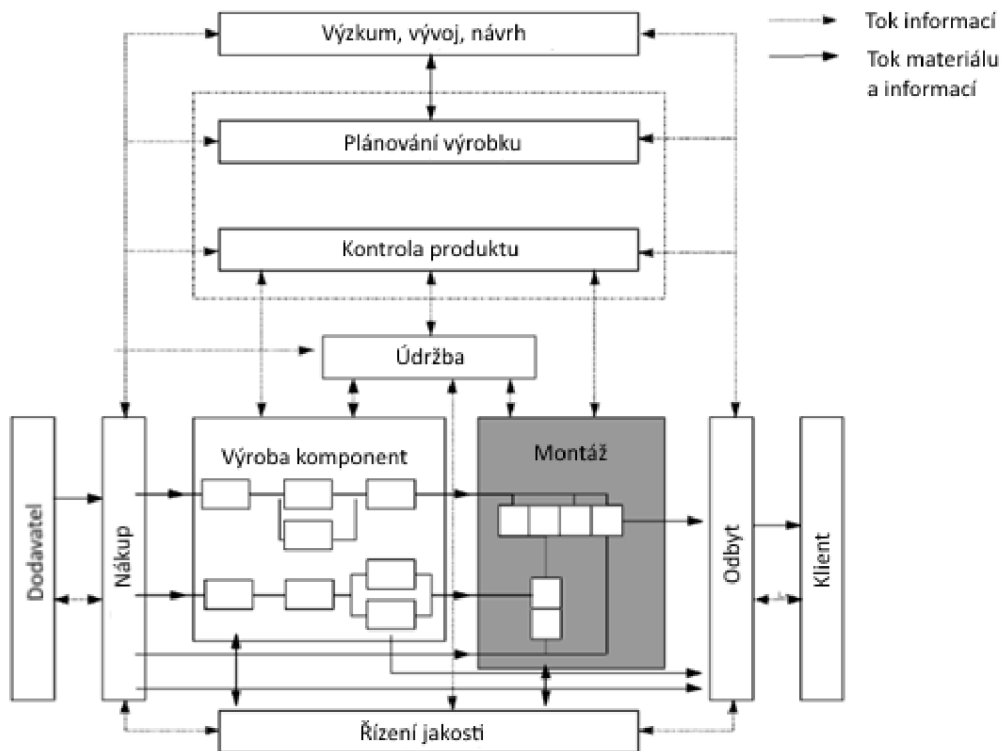 Výzkum, vývoj, návrh
Tok informací
Tok materiálu
a informací
Plánování výrobku
Kontrola produktu
Údržba
Výroba komponent
Montáž
Dodavatel
Nákup
Odbyt
Klient
Řízení jakosti